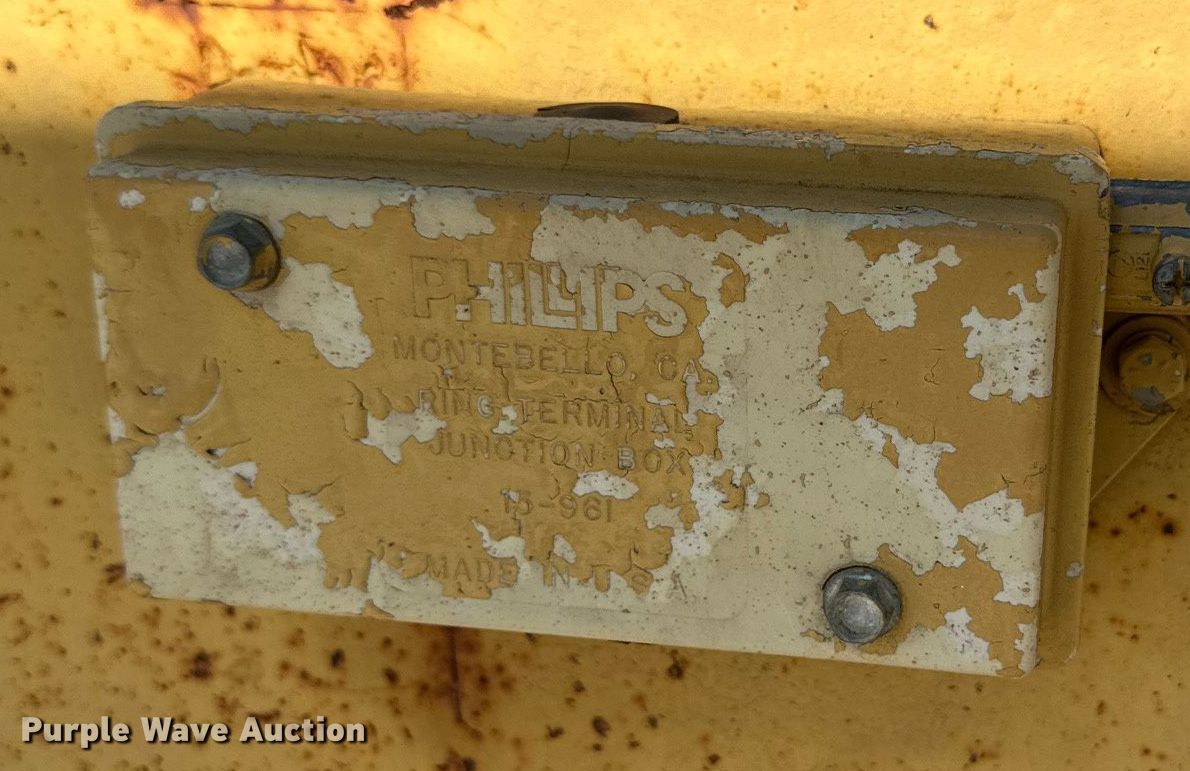 PHILLIPS
MONTEBELLO, CA.
RING TERMINAL
JUNCTION BOX
15-961
MADE IN U S A
Purple Wave Auction